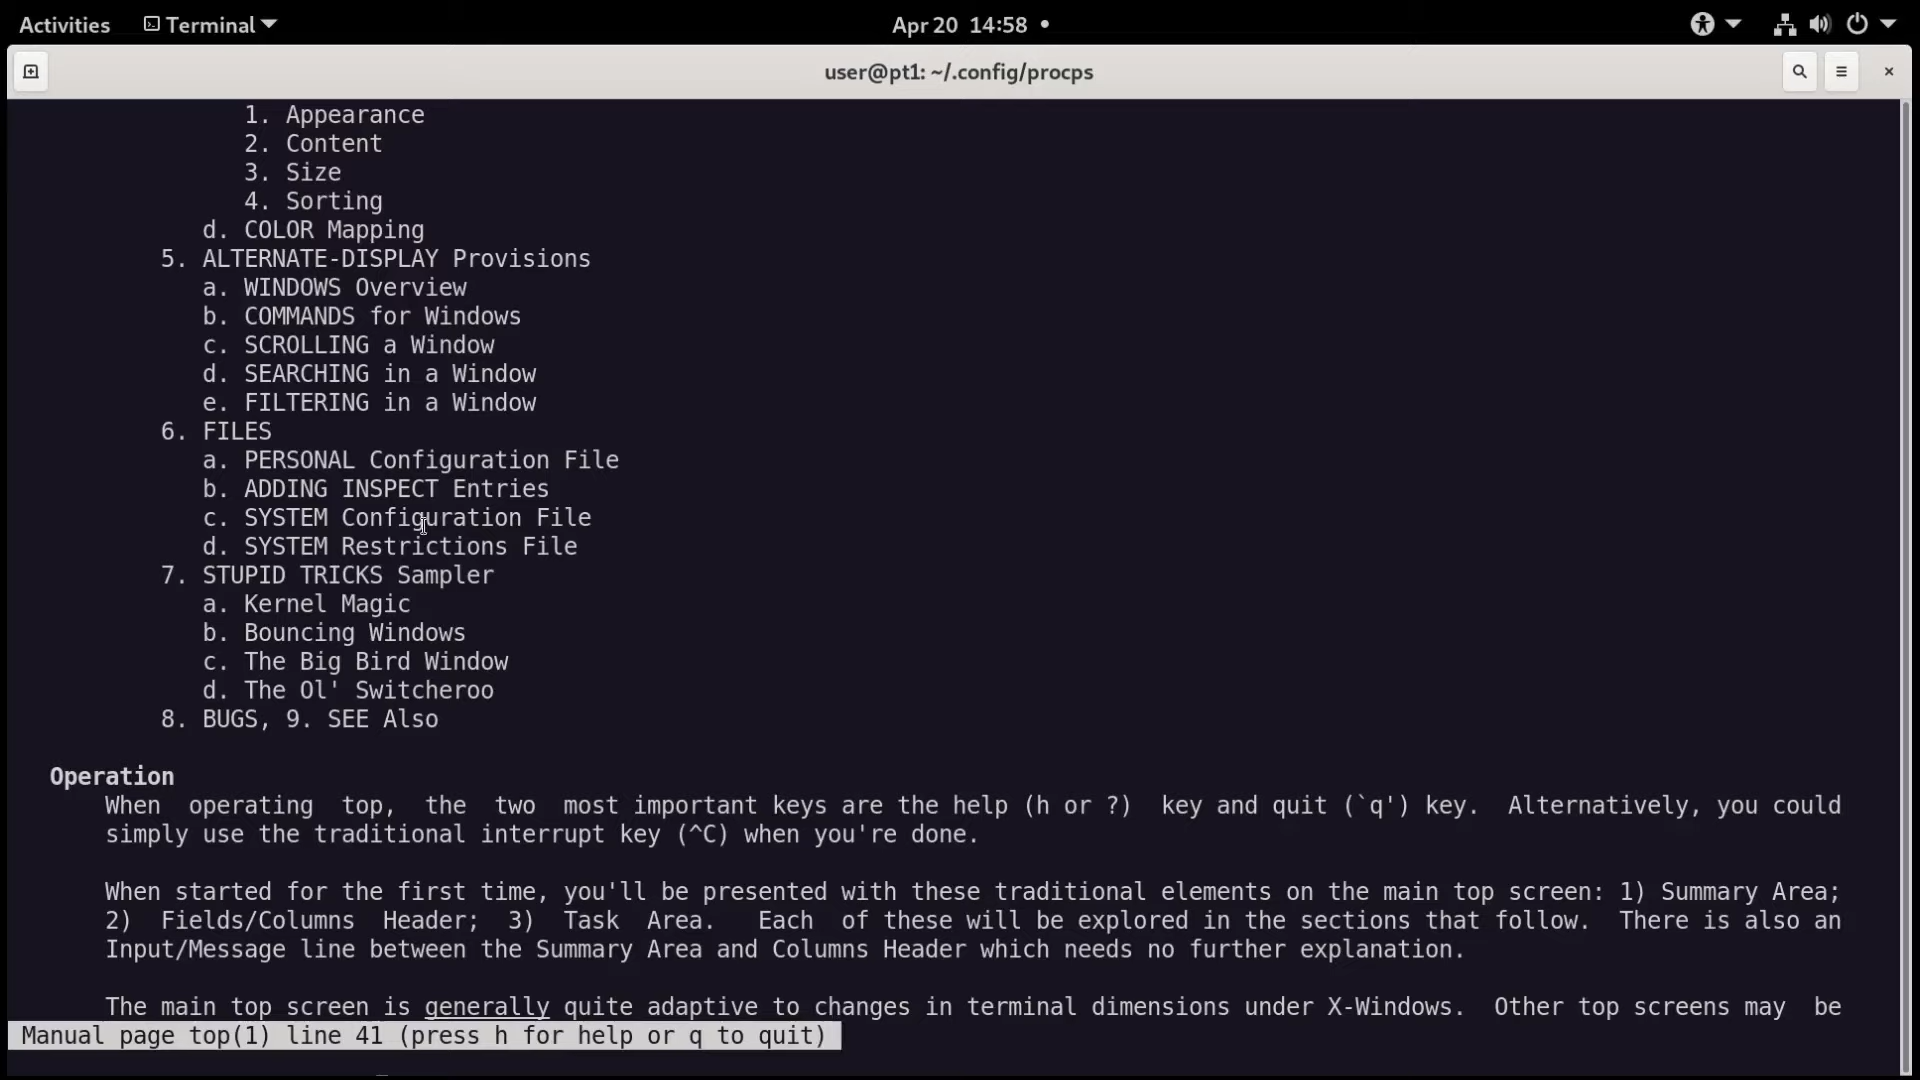 Activities Terminal Apr 20 14:58
user@pt1: ~/.config/procps
1. Appearance
2. Content
3. Size
4. Sorting
d. COLOR Mapping
5. ALTERNATE-DISPLAY Provisions
a. WINDOWS Overview
b. COMMANDS for Windows
c. SCROLLING a Window
d. SEARCHING in a Window
e. FILTERING in a Window
6. FILES
a. PERSONAL Configuration File
b. ADDING INSPECT Entries
c. SYSTEM Configuration File
d. SYSTEM Restrictions File
7. STUPID TRICKS Sampler
a. Kernel Magic
b. Bouncing Windows
c. The Big Bird Window
d. The Ol' Switcheroo
8. BUGS, 9. SEE Also
Operation
When operating top, the two most important keys are the help (h or ?) key and quit (`q') key. Alternatively, you could
simply use the traditional interrupt key (^C) when you're done.
When started for the first time, you'll be presented with these traditional elements on the main top screen: 1) Summary Area;
2) Fields/Columns Header; 3) Task Area. Each of these will be explored in the sections that follow. There is also an
Input/Message line between the Summary Area and Columns Header which needs no further explanation.
The main top screen is generally quite adaptive to changes in terminal dimensions under X-Windows. Other top screens may be
Manual page top(1) line 41 (press h for help or q to quit)